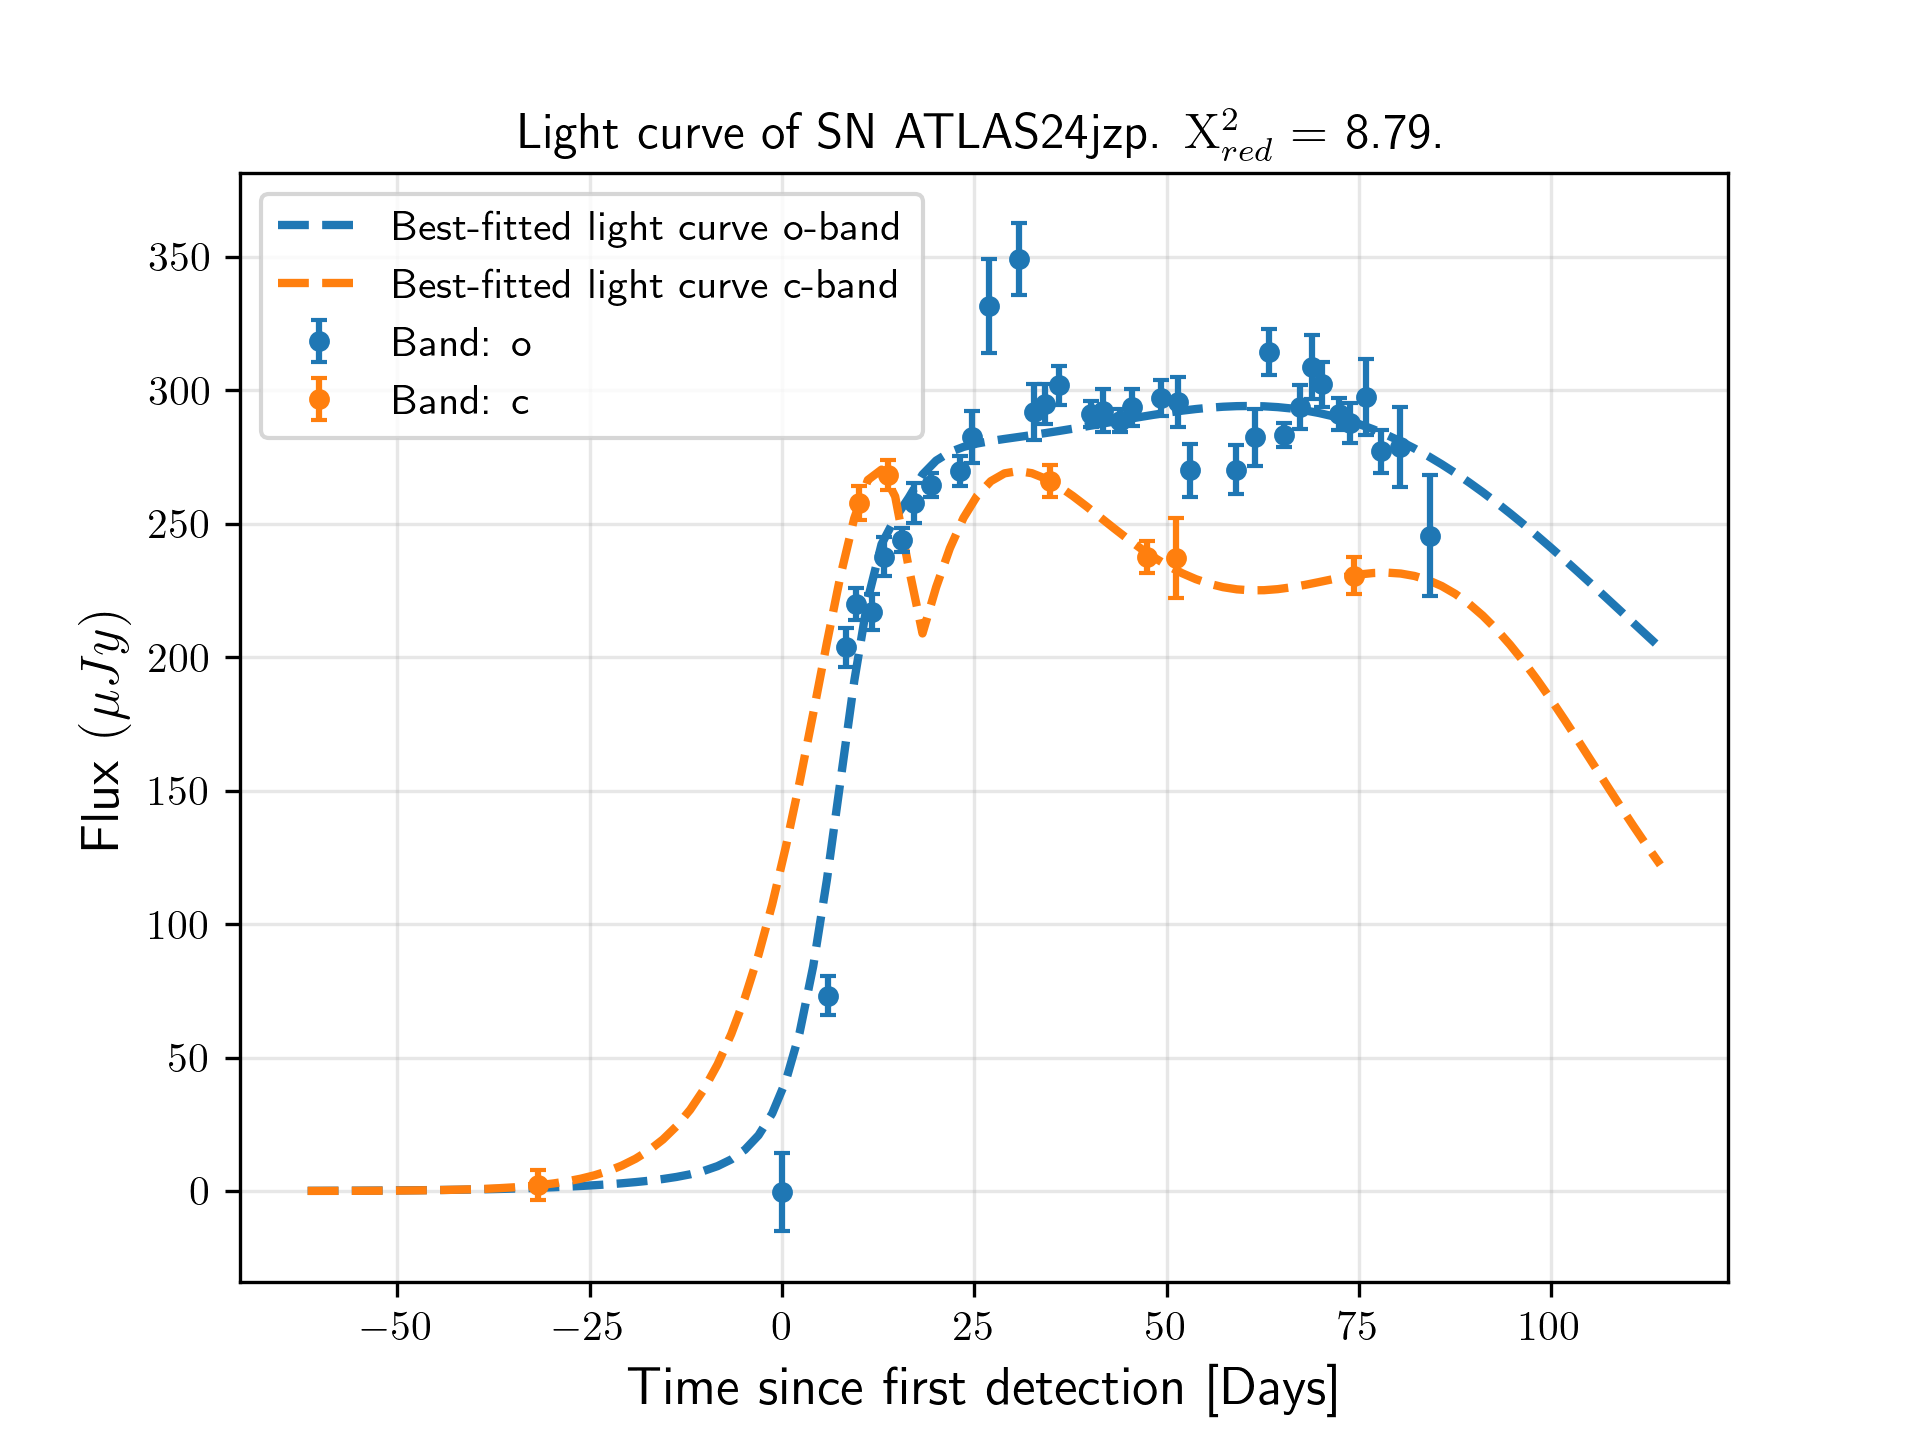 Light curve of SN ATLAS24jzp. X²_red = 8.79.
Best-fitted light curve o-band
Best-fitted light curve c-band
Band: o
Band: c
Flux (μJy)
350
300
250
200
150
100
50
0
−50 −25 0 25 50 75 100
Time since first detection [Days]